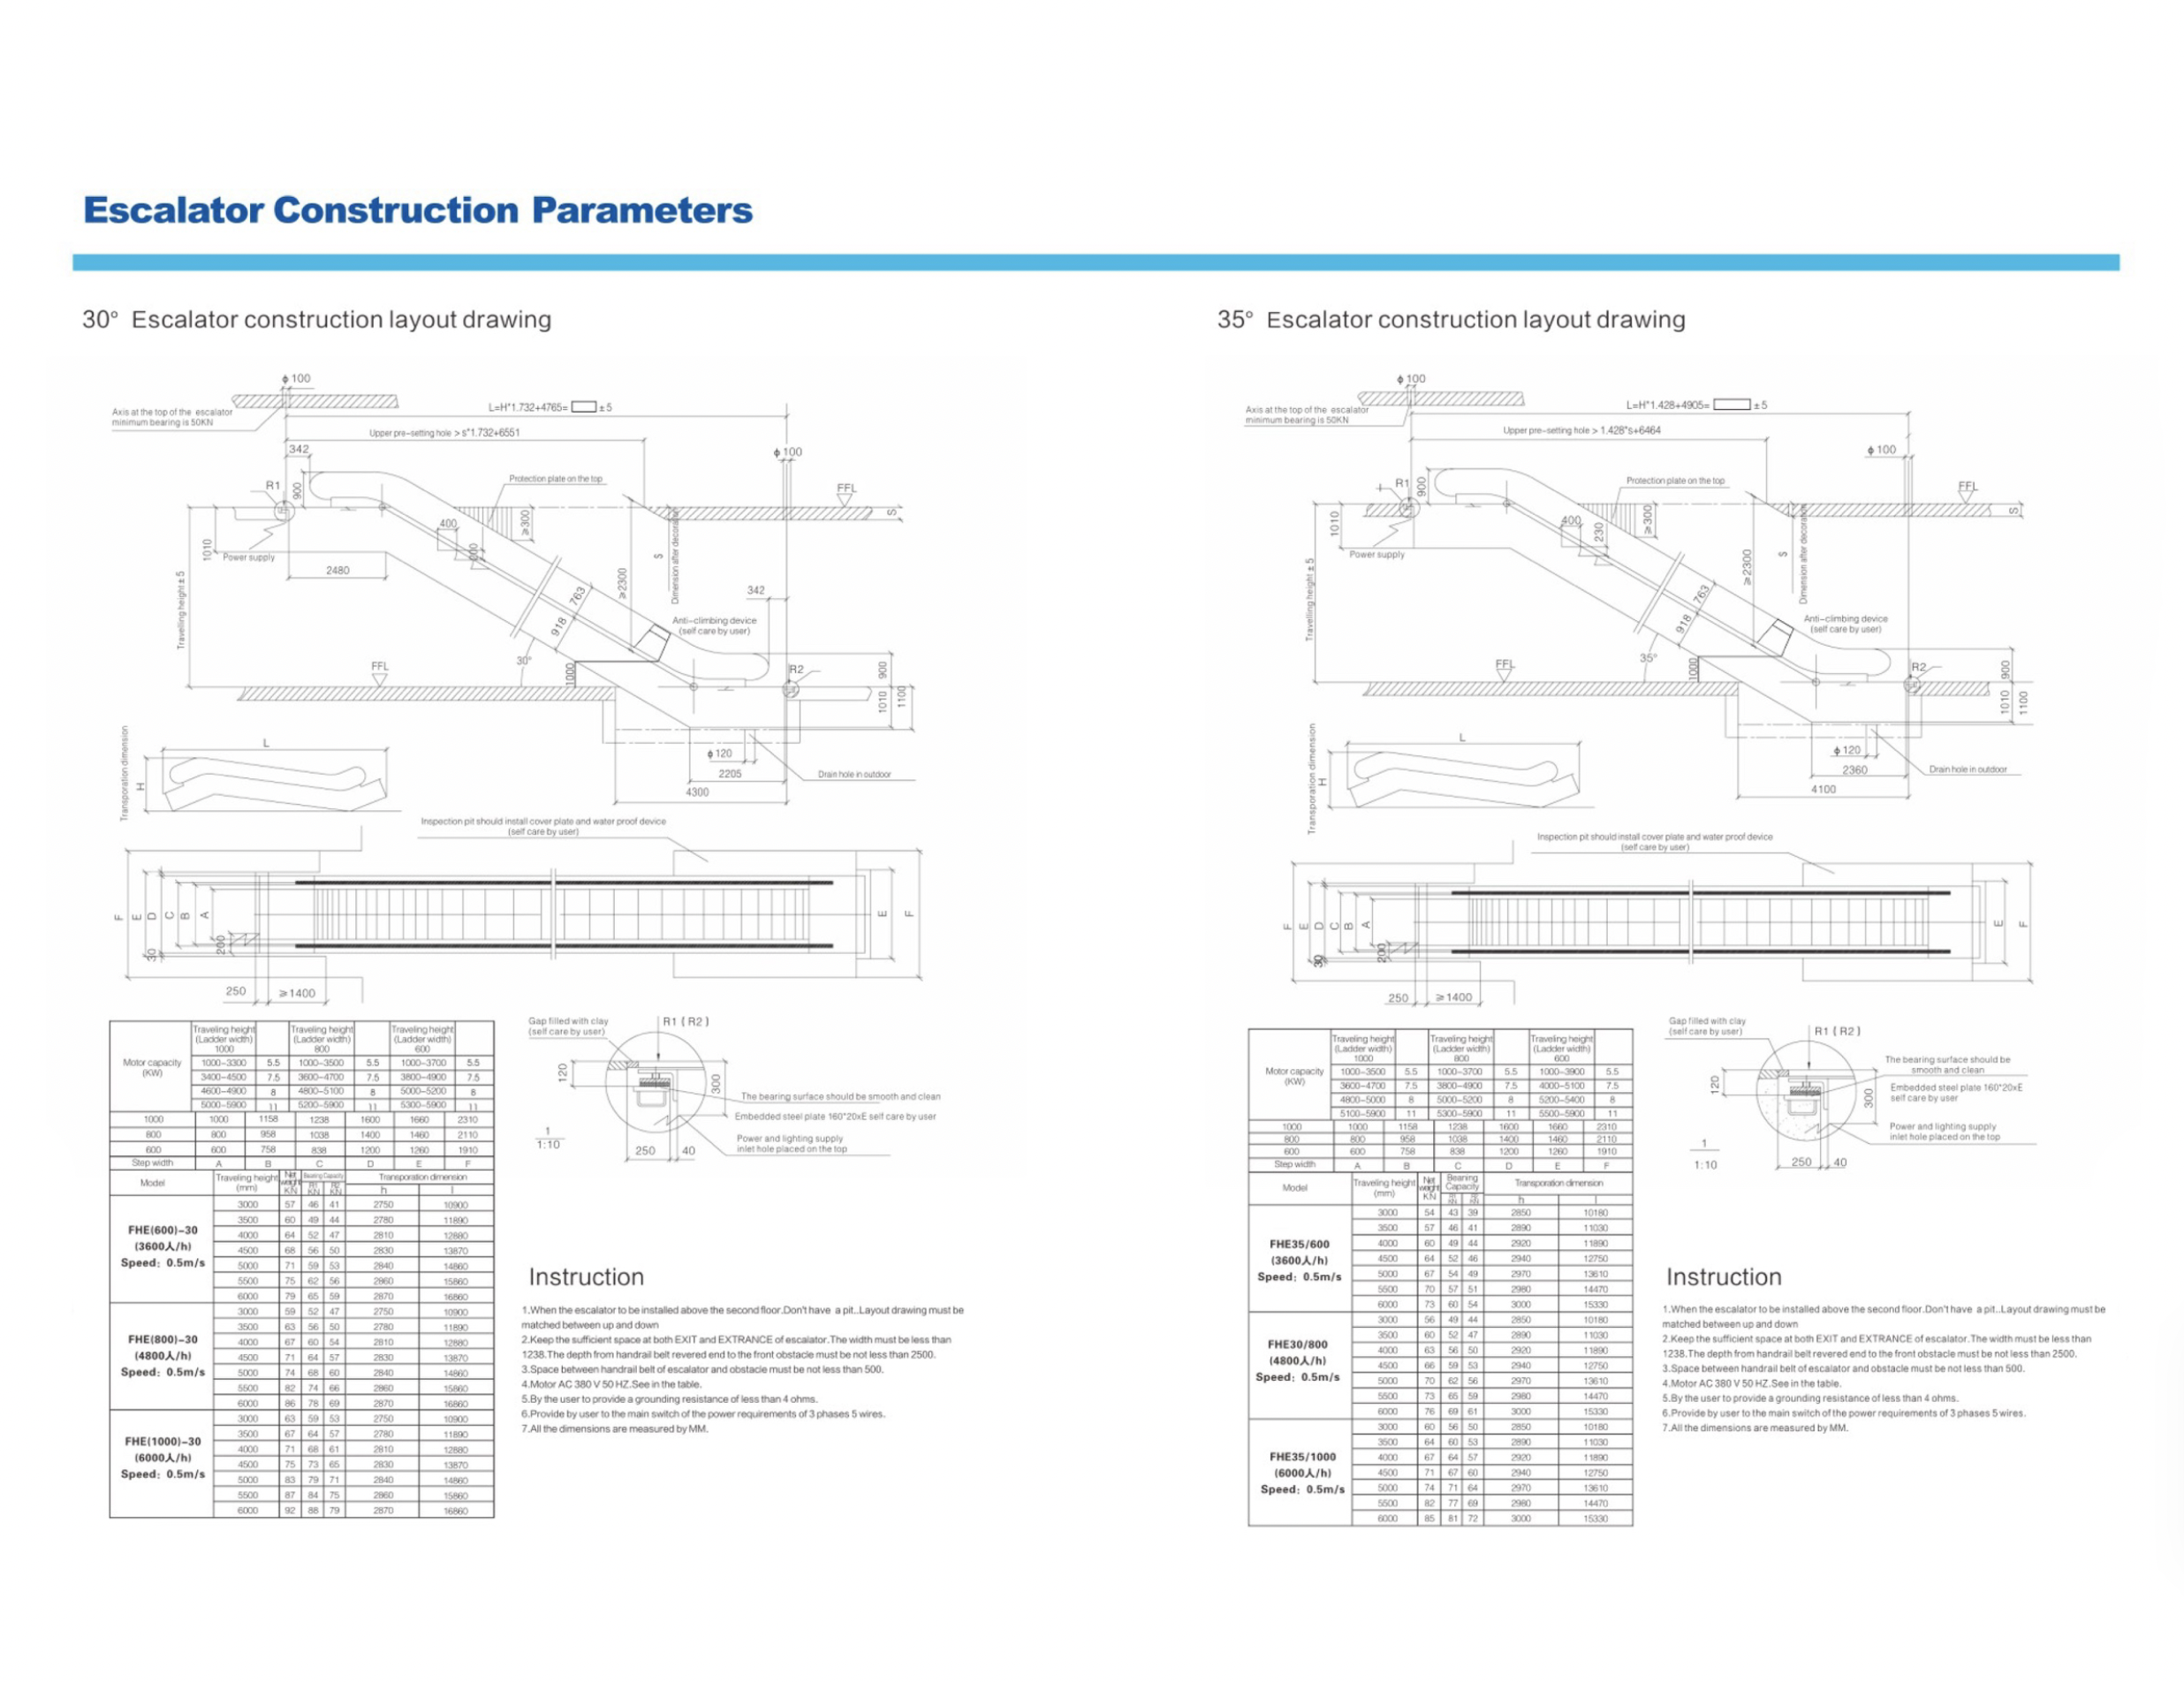 Escalator Construction Parameters
30° Escalator construction layout drawing
ϕ100
Axis at the top of the escalator
minimum bearing is 50KN
L=H*1.732+4765= ±5
Upper pre-setting hole > s*1.732+6551
342
ϕ100
R1
900
Protection plate on the top
FFL
S
400
≥300
1010
Power supply
2480
Travelling height±5
≥2300
S
Dimension after decoration
342
763
918
Anti-climbing device
(self care by user)
30°
1000
FFL
R2
900
1010
1100
Transporation dimension
L
H
ϕ120
2205
Drain hole in outdoor
4300
Inspection pit should install cover plate and water proof device
(self care by user)
F E D C B A
E F
200
30
250
≥1400
Traveling height Traveling height Traveling height
(Ladder width) (Ladder width) (Ladder width)
1000 800 600
Motor capacity
(KW)
1000-3300 5.5 1000-3500 5.5 1000-3700 5.5
3400-4500 7.5 3600-4700 7.5 3800-4900 7.5
4600-4900 8 4800-5100 8 5000-5200 8
5000-5900 11 5200-5900 11 5300-5900 11
1000 1000 1158 1238 1600 1660 2310
800 800 958 1038 1400 1460 2110
600 600 758 838 1200 1260 1910
Step width A B C D E F
Model Traveling height (mm) Net weight KN Bearing Capacity R1 KN R2 KN Transporation dimension h l
FHE(600)-30
(3600人/h)
Speed: 0.5m/s
3000 57 46 41 2750 10900
3500 60 49 44 2780 11890
4000 64 52 47 2810 12880
4500 68 56 50 2830 13870
5000 71 59 53 2840 14860
5500 75 62 56 2860 15860
6000 79 65 59 2870 16860
FHE(800)-30
(4800人/h)
Speed: 0.5m/s
3000 59 52 47 2750 10900
3500 63 56 50 2780 11890
4000 67 60 54 2810 12880
4500 71 64 57 2830 13870
5000 74 68 60 2840 14860
5500 82 74 66 2860 15860
6000 86 78 69 2870 16860
FHE(1000)-30
(6000人/h)
Speed: 0.5m/s
3000 63 59 53 2750 10900
3500 67 64 57 2780 11890
4000 71 68 61 2810 12880
4500 75 73 65 2830 13870
5000 83 79 71 2840 14860
5500 87 84 75 2860 15860
6000 92 88 79 2870 16860
Gap filled with clay
(self care by user)
R1 (R2)
120
300
The bearing surface should be smooth and clean
Embedded steel plate 160*20xE self care by user
Power and lighting supply
inlet hole placed on the top
1
1:10
250
40
Instruction
1.When the escalator to be installed above the second floor.Don't have a pit..Layout drawing must be
matched between up and down
2.Keep the sufficient space at both EXIT and EXTRANCE of escalator.The width must be less than
1238.The depth from handrail belt revered end to the front obstacle must be not less than 2500.
3.Space between handrail belt of escalator and obstacle must be not less than 500.
4.Motor AC 380 V 50 HZ.See in the table.
5.By the user to provide a grounding resistance of less than 4 ohms.
6.Provide by user to the main switch of the power requirements of 3 phases 5 wires.
7.All the dimensions are measured by MM.
35° Escalator construction layout drawing
ϕ100
Axis at the top of the escalator
minimum bearing is 50KN
L=H*1.428+4905= ±5
Upper pre-setting hole > 1.428*s+6464
ϕ100
R1
900
Protection plate on the top
FFL
S
400
230
≥300
1010
Power supply
Travelling height±5
≥2300
S
Dimension after decoration
763
918
Anti-climbing device
(self care by user)
35°
1000
FFL
R2
900
1010
1100
Transporation dimension
L
H
ϕ120
2360
Drain hole in outdoor
4100
Inspection pit should install cover plate and water proof device
(self care by user)
F E D C B A
E F
200
30
250
≥1400
Traveling height Traveling height Traveling height
(Ladder width) (Ladder width) (Ladder width)
1000 800 600
Motor capacity
(KW)
1000-3500 5.5 1000-3700 5.5 1000-3900 5.5
3600-4700 7.5 3800-4900 7.5 4000-5100 7.5
4800-5000 8 5000-5200 8 5200-5400 8
5100-5900 11 5300-5900 11 5500-5900 11
1000 1000 1158 1238 1600 1660 2310
800 800 958 1038 1400 1460 2110
600 600 758 838 1200 1260 1910
Step width A B C D E F
Model Traveling height (mm) Net weight KN Bearing Capacity R1 KN R2 KN Transporation dimension h l
FHE35/600
(3600人/h)
Speed: 0.5m/s
3000 54 43 39 2850 10180
3500 57 46 41 2890 11030
4000 60 49 44 2920 11890
4500 64 52 46 2940 12750
5000 67 54 49 2970 13610
5500 70 57 51 2980 14470
6000 73 60 54 3000 15330
FHE30/800
(4800人/h)
Speed: 0.5m/s
3000 56 49 44 2850 10180
3500 60 52 47 2890 11030
4000 63 56 50 2920 11890
4500 66 59 53 2940 12750
5000 70 62 56 2970 13610
5500 73 65 59 2980 14470
6000 76 69 61 3000 15330
FHE35/1000
(6000人/h)
Speed: 0.5m/s
3000 60 56 50 2850 10180
3500 64 60 53 2890 11030
4000 67 64 57 2920 11890
4500 71 67 60 2940 12750
5000 74 71 64 2970 13610
5500 82 77 69 2980 14470
6000 85 81 72 3000 15330
Gap filled with clay
(self care by user)
R1 (R2)
120
300
The bearing surface should be
smooth and clean
Embedded steel plate 160*20xE
self care by user
Power and lighting supply
inlet hole placed on the top
1
1:10
250
40
Instruction
1.When the escalator to be installed above the second floor.Don't have a pit..Layout drawing must be
matched between up and down
2.Keep the sufficient space at both EXIT and EXTRANCE of escalator.The width must be less than
1238.The depth from handrail belt revered end to the front obstacle must be not less than 2500.
3.Space between handrail belt of escalator and obstacle must be not less than 500.
4.Motor AC 380 V 50 HZ.See in the table.
5.By the user to provide a grounding resistance of less than 4 ohms.
6.Provide by user to the main switch of the power requirements of 3 phases 5 wires.
7.All the dimensions are measured by MM.